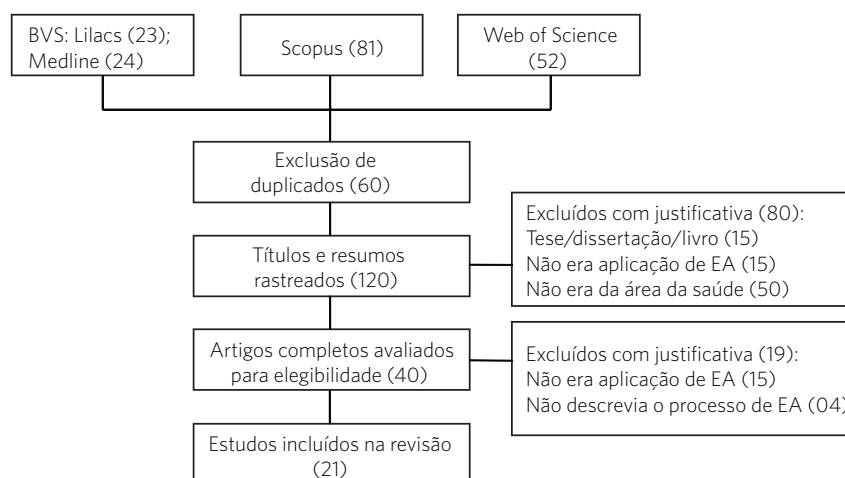 BVS: Lilacs (23);
Medline (24)
Scopus (81)
Web of Science
(52)
Exclusão de
duplicados (60)
Títulos e resumos
rastreados (120)
Excluídos com justificativa (80):
Tese/dissertação/livro (15)
Não era aplicação de EA (15)
Não era da área da saúde (50)
Artigos completos avaliados
para elegibilidade (40)
Excluídos com justificativa (19):
Não era aplicação de EA (15)
Não descrevia o processo de EA (04)
Estudos incluídos na revisão
(21)